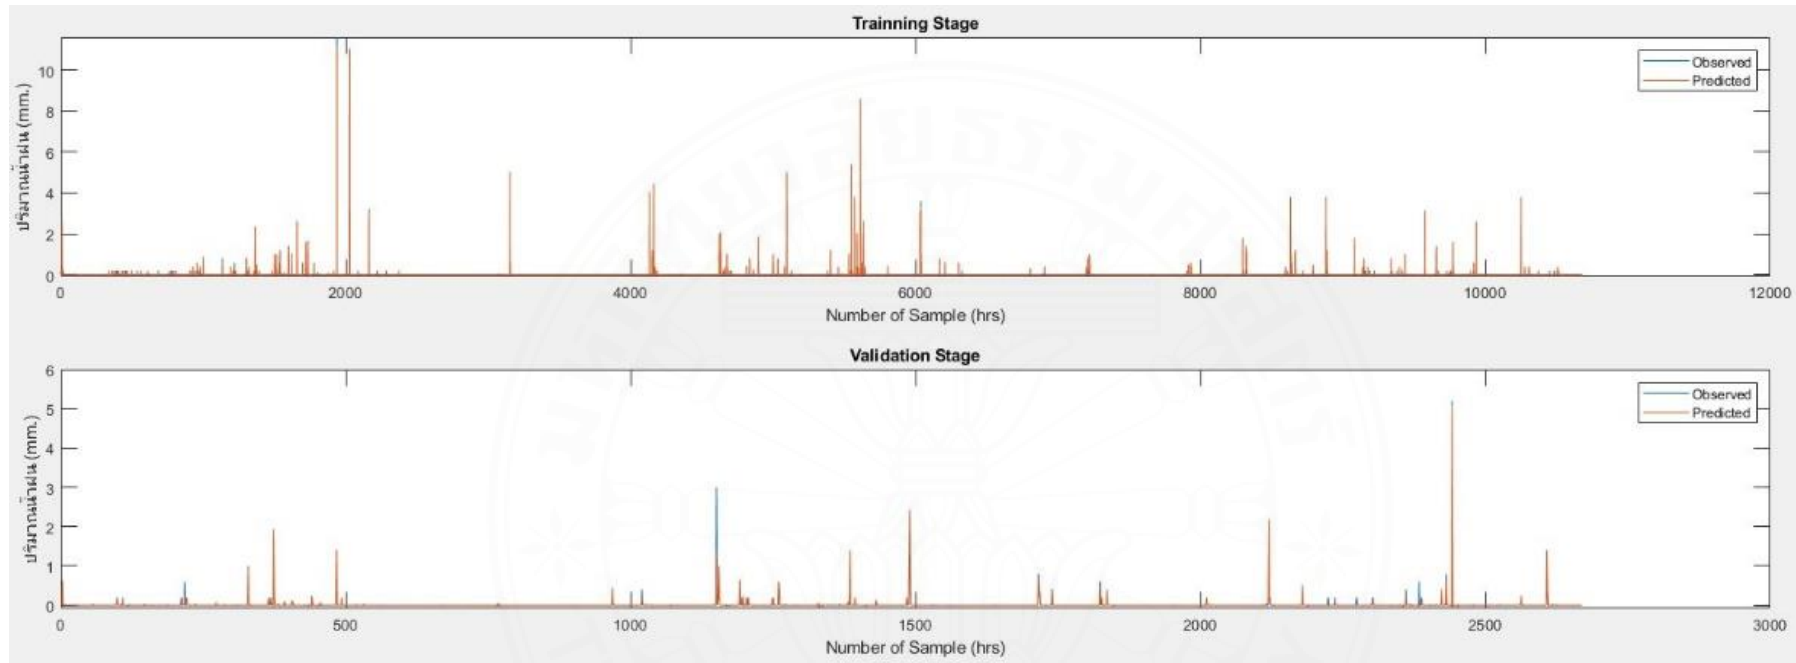 Trainning Stage
ปริมาณน้ำฝน (mm.)
10
8
6
4
2
0
Observed
Predicted
0 2000 4000 6000 8000 10000 12000
Number of Sample (hrs)
Validation Stage
ปริมาณน้ำฝน (mm.)
6
5
4
3
2
1
0
Observed
Predicted
0 500 1000 1500 2000 2500 3000
Number of Sample (hrs)